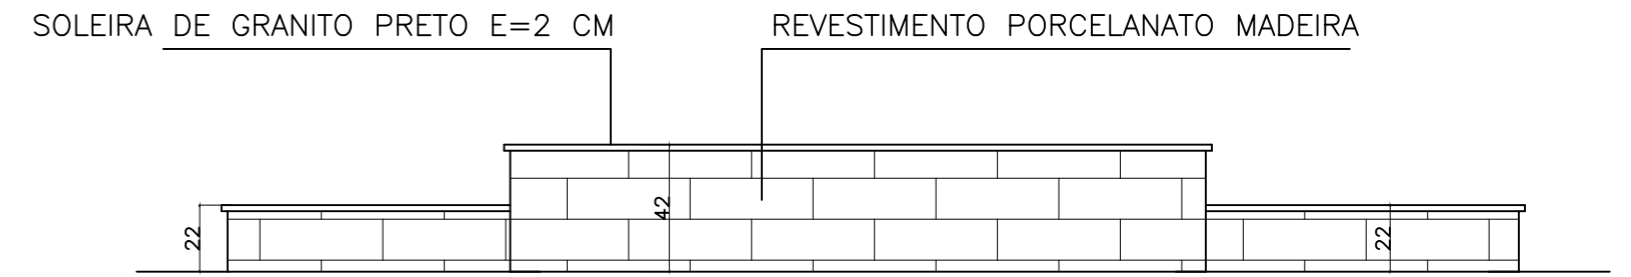 SOLEIRA DE GRANITO PRETO E=2 CM
REVESTIMENTO PORCELANATO MADEIRA
42
22
22